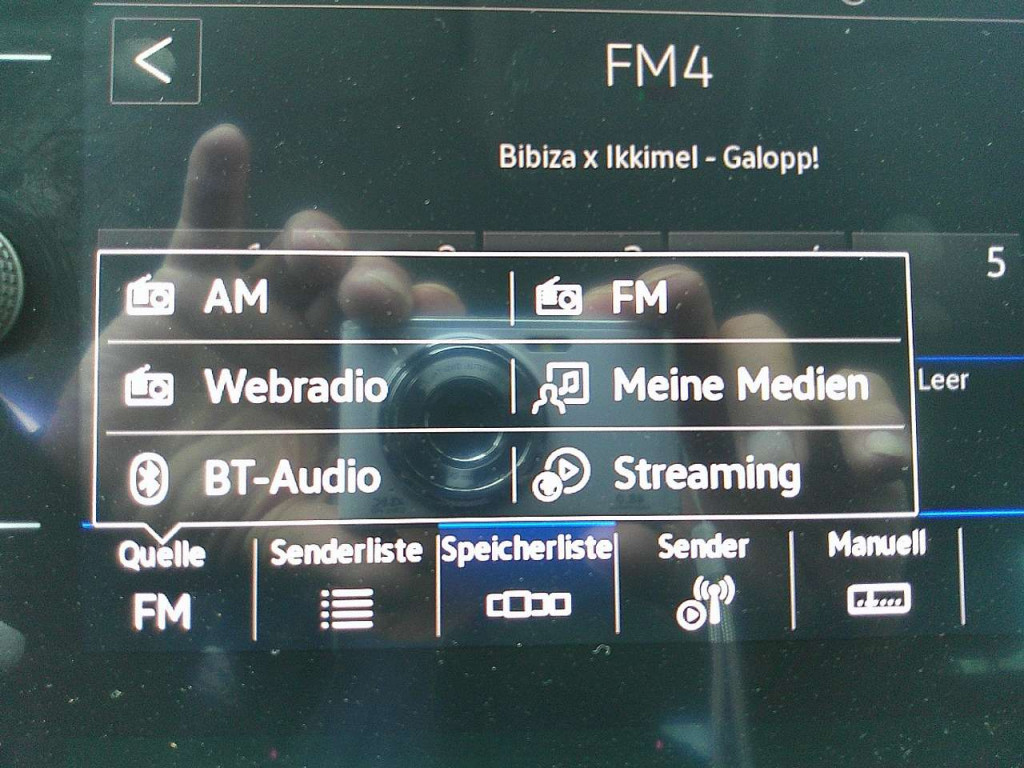 FM4
Bibiza x Ikkimel - Galopp!
5
AM
FM
Webradio
Meine Medien
Leer
BT-Audio
Streaming
Quelle
Senderliste
Speicherliste
Sender
Manuell
FM